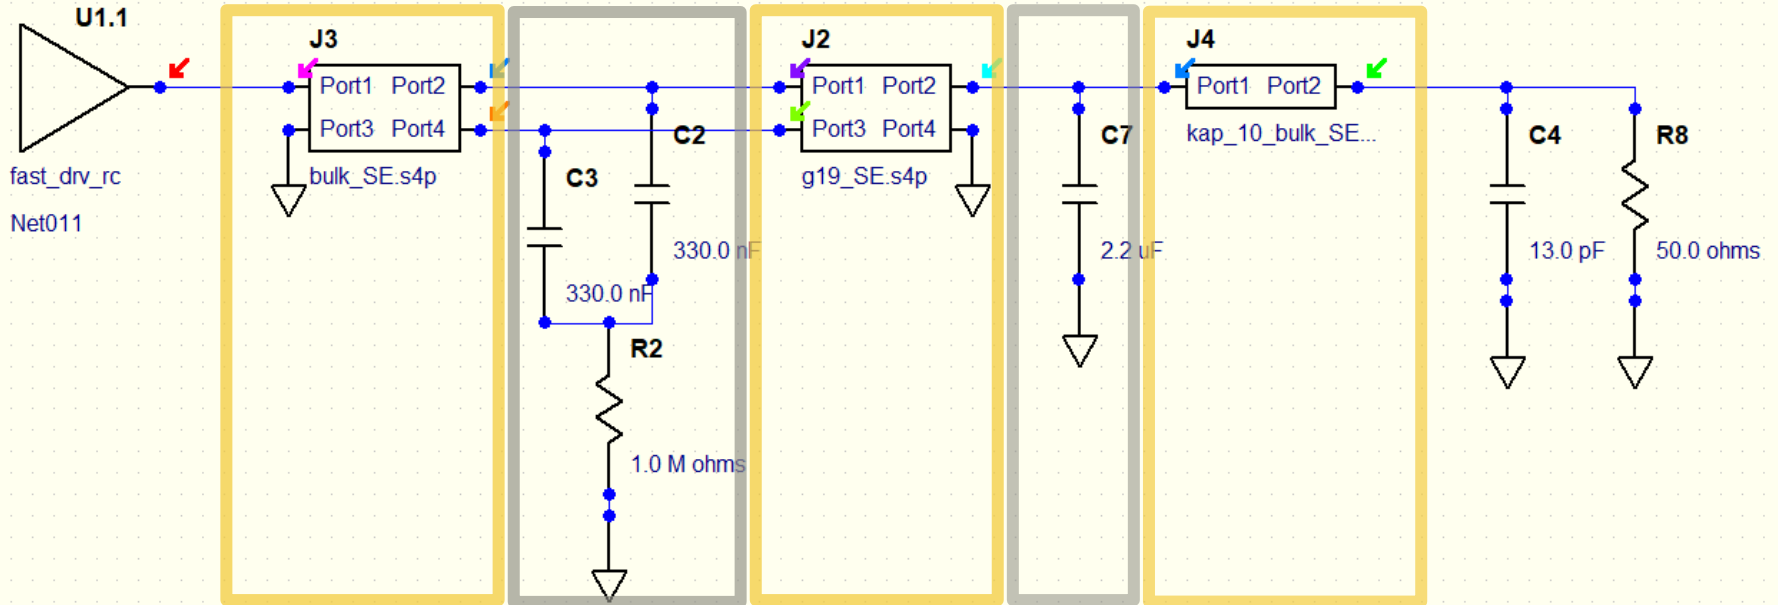 U1.1
fast_drv_rc
Net011
J3
Port1 Port2
Port3 Port4
bulk_SE.s4p
C3
330.0 nF
C2
330.0 nF
R2
1.0 M ohms
J2
Port1 Port2
Port3 Port4
g19_SE.s4p
C7
2.2 uF
J4
Port1 Port2
kap_10_bulk_SE...
C4
13.0 pF
R8
50.0 ohms